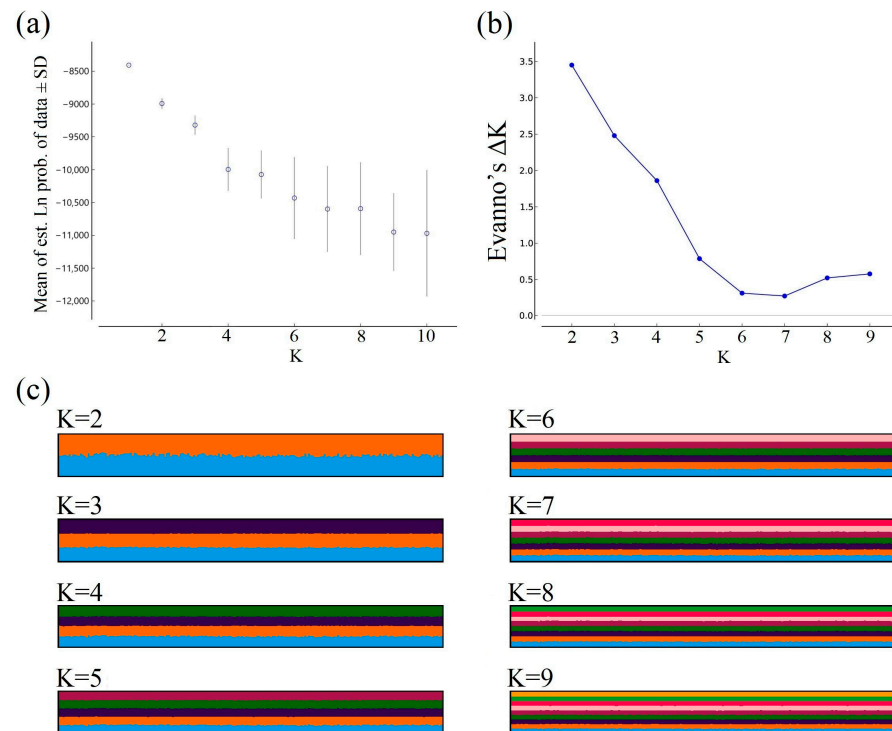 (a)
Mean of est. Ln prob. of data ± SD
−8500
−9000
−9500
−10,000
−10,500
−11,000
−11,500
−12,000
2
4
6
8
10
K
(b)
Evanno's ΔK
3.5
3.0
2.5
2.0
1.5
1.0
0.5
0.0
2
3
4
5
6
7
8
9
K
(c)
K=2
K=3
K=4
K=5
K=6
K=7
K=8
K=9